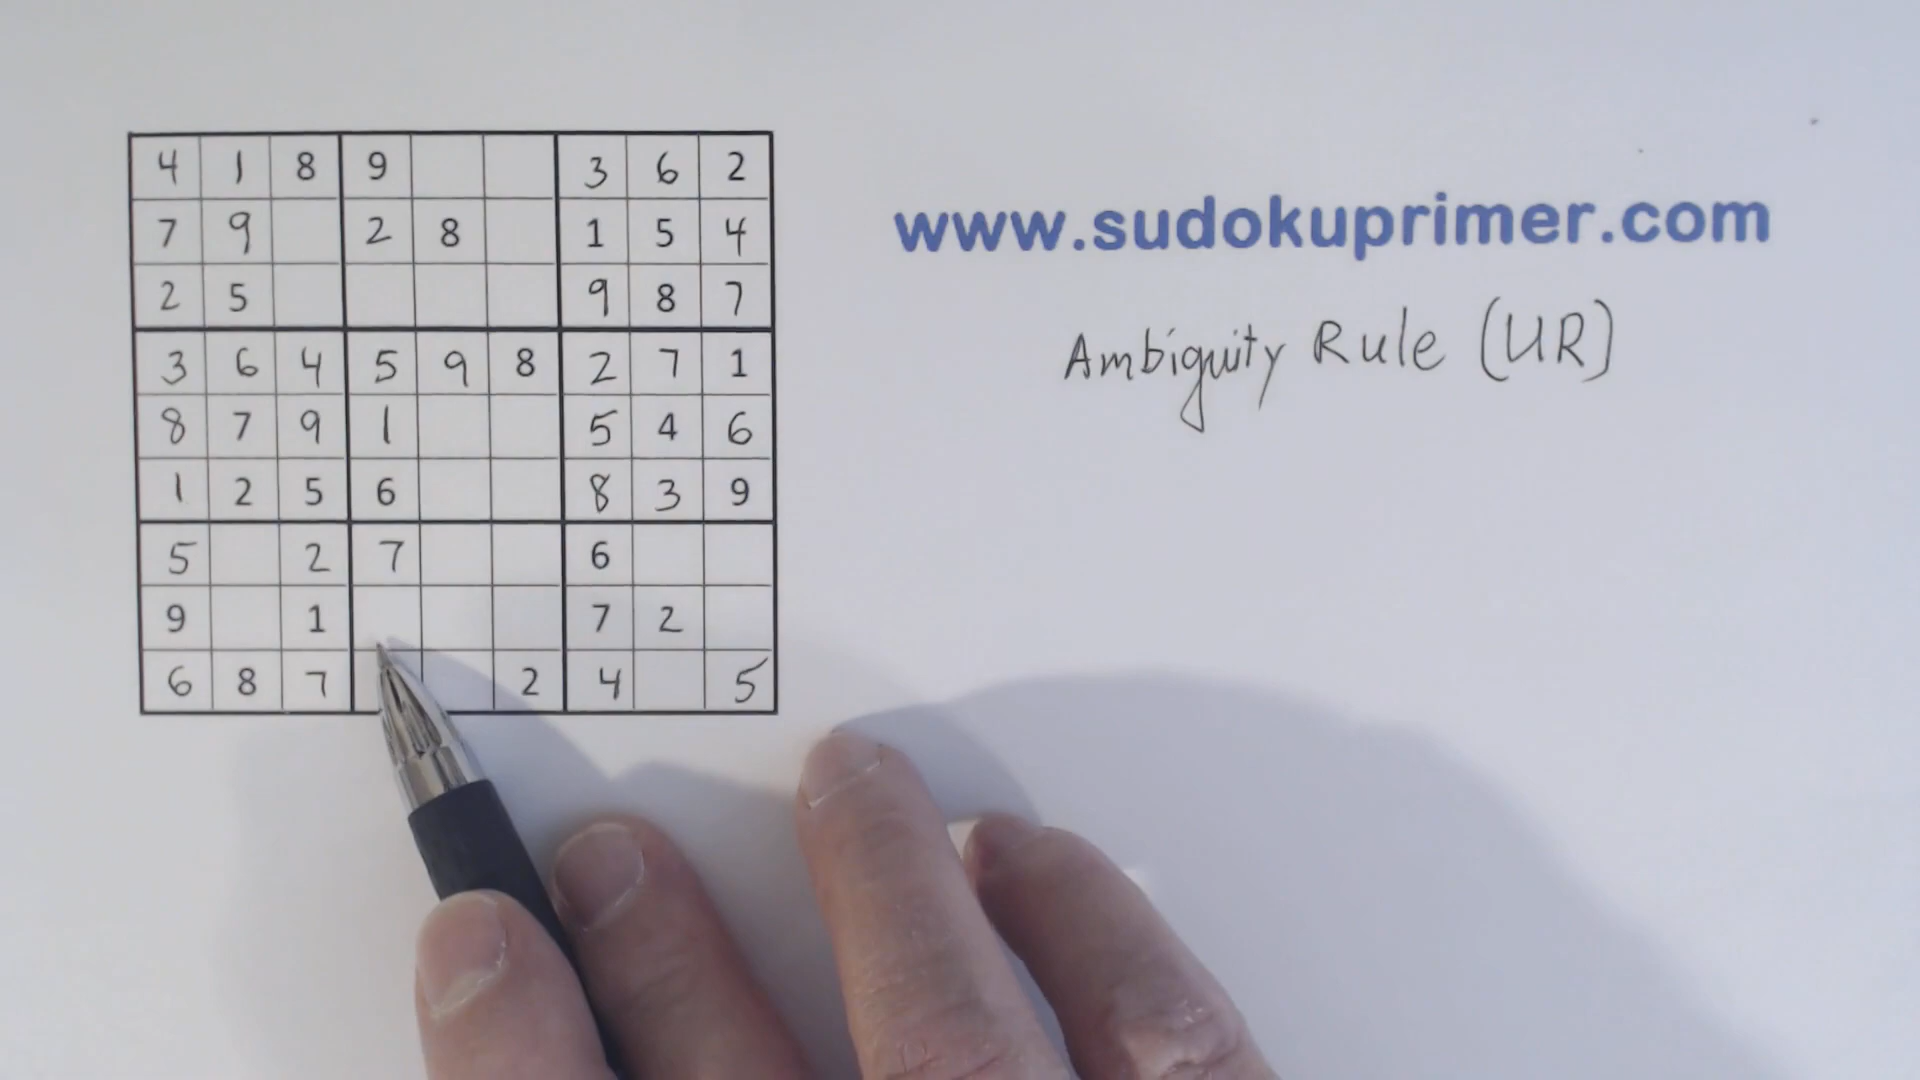 4 1 8 9 3 6 2
7 9 2 8 1 5 4
2 5 9 8 7
3 6 4 5 9 8 2 7 1
8 7 9 1 5 4 6
1 2 5 6 8 3 9
5 2 7 6
9 1 7 2
6 8 7 2 4 5
www.sudokuprimer.com
Ambiguity Rule (UR)